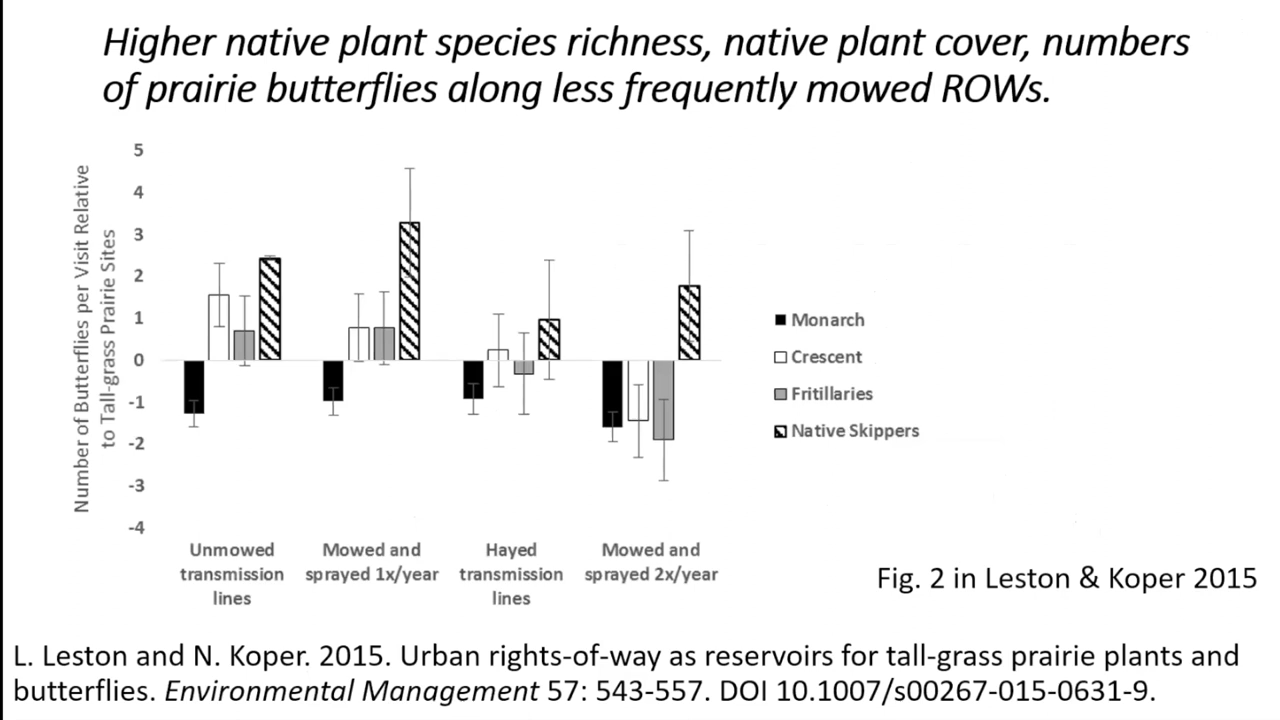 Higher native plant species richness, native plant cover, numbers
of prairie butterflies along less frequently mowed ROWs.
Number of Butterflies per Visit Relative
to Tall-grass Prairie Sites
5
4
3
2
1
0
-1
-2
-3
-4
Unmowed
transmission
lines
Mowed and
sprayed 1x/year
Hayed
transmission
lines
Mowed and
sprayed 2x/year
Monarch
Crescent
Fritillaries
Native Skippers
Fig. 2 in Leston & Koper 2015
L. Leston and N. Koper. 2015. Urban rights-of-way as reservoirs for tall-grass prairie plants and
butterflies. Environmental Management 57: 543-557. DOI 10.1007/s00267-015-0631-9.